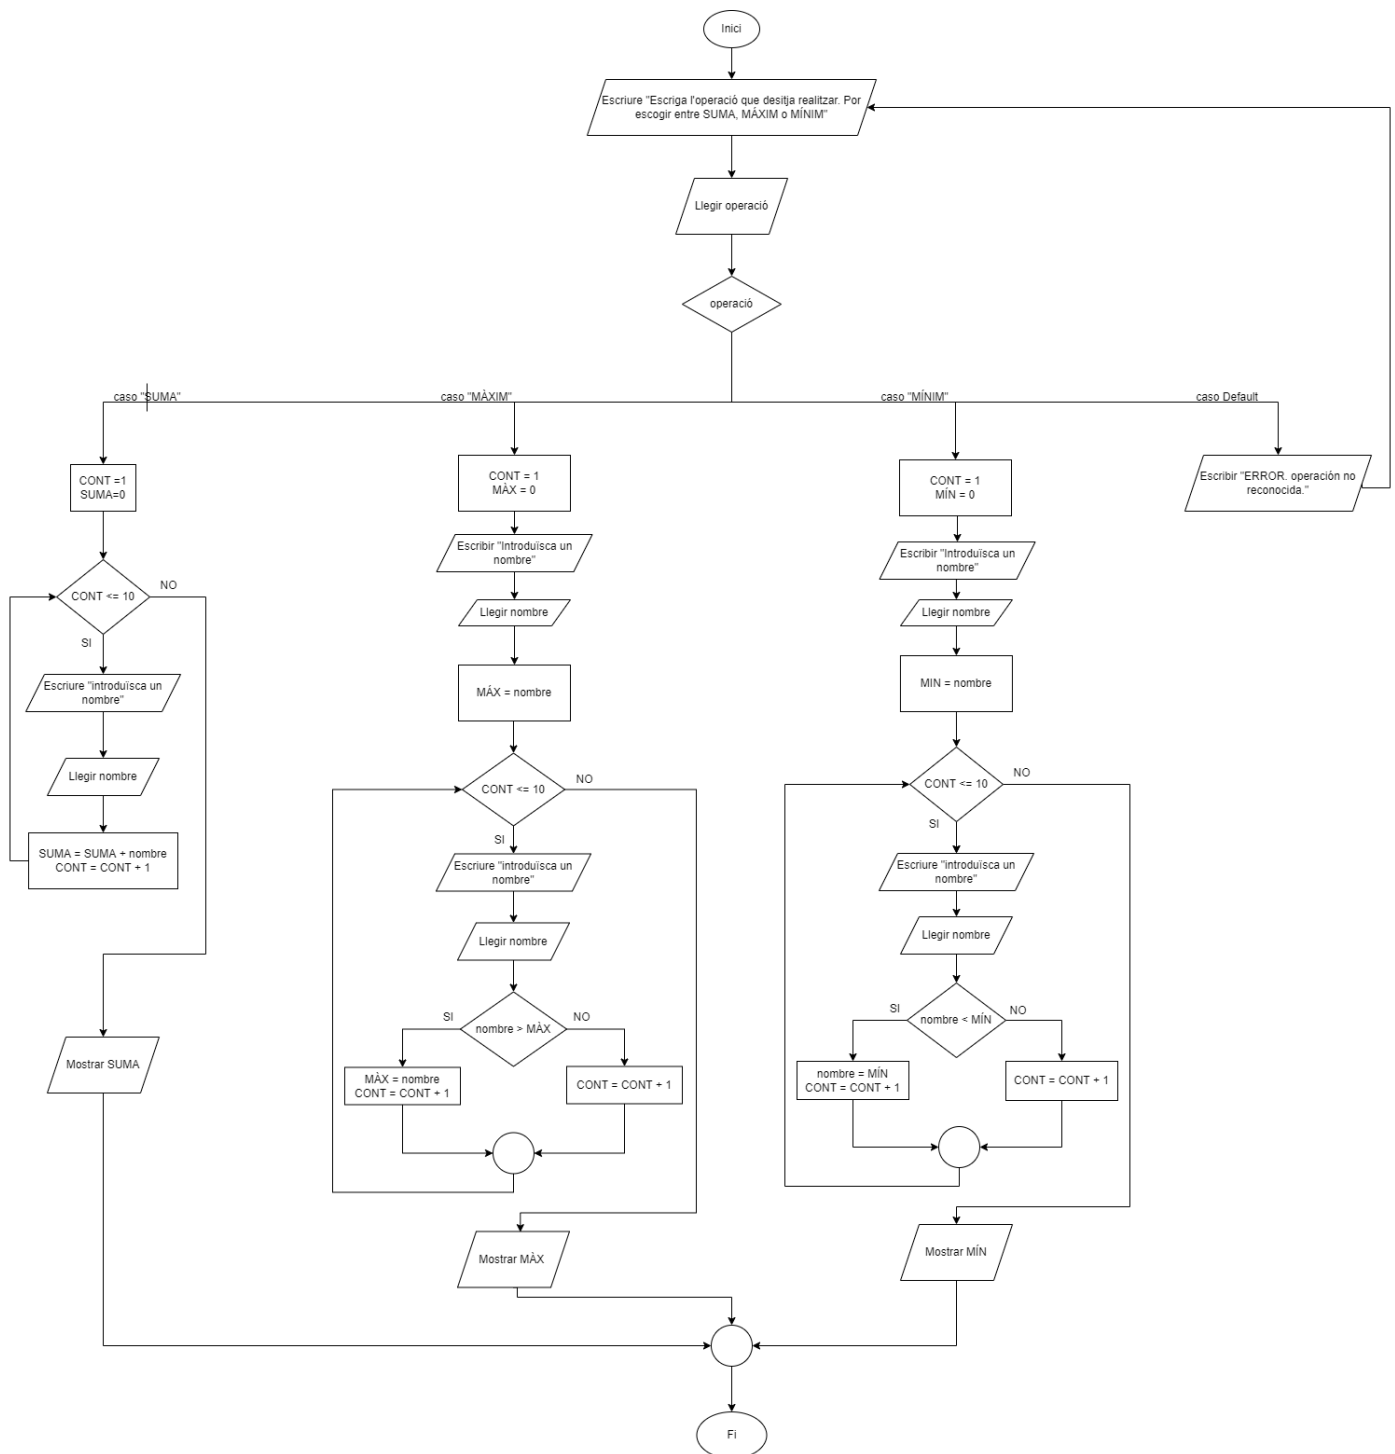 Inici
Escriure "Escriga l'operació que desitja realitzar. Por
escogir entre SUMA, MÁXIM o MÍNIM"
Llegir operació
operació
caso "SUMA"
caso "MÀXIM"
caso "MÍNIM"
caso Default
CONT =1
SUMA=0
CONT <= 10
NO
SI
Escriure "introduïsca un
nombre"
Llegir nombre
SUMA = SUMA + nombre
CONT = CONT + 1
Mostrar SUMA
CONT = 1
MÀX = 0
Escribir "Introduïsca un
nombre"
Llegir nombre
MÁX = nombre
CONT <= 10
NO
SI
Escriure "introduïsca un
nombre"
Llegir nombre
nombre > MÀX
SI
NO
MÀX = nombre
CONT = CONT + 1
CONT = CONT + 1
Mostrar MÀX
CONT = 1
MÍN = 0
Escribir "Introduïsca un
nombre"
Llegir nombre
MIN = nombre
CONT <= 10
NO
SI
Escriure "introduïsca un
nombre"
Llegir nombre
nombre < MÍN
SI
NO
nombre = MÍN
CONT = CONT + 1
CONT = CONT + 1
Mostrar MÍN
Escribir "ERROR. operación no
reconocida."
Fi